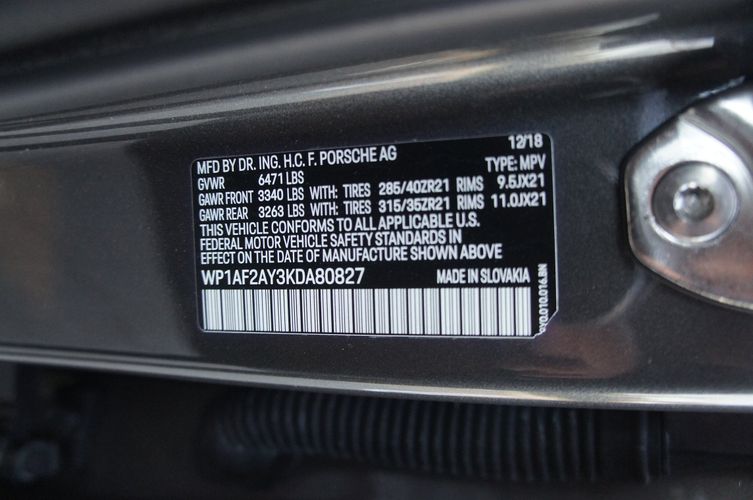 MFD BY DR. ING. H.C. F. PORSCHE AG 12/18
GVWR 6471 LBS TYPE: MPV
GAWR FRONT 3340 LBS WITH: TIRES 285/40ZR21 RIMS 9.5JX21
GAWR REAR 3263 LBS WITH: TIRES 315/35ZR21 RIMS 11.0JX21
THIS VEHICLE CONFORMS TO ALL APPLICABLE U.S.
FEDERAL MOTOR VEHICLE SAFETY STANDARDS IN
EFFECT ON THE DATE OF MANUFACTURE SHOWN ABOVE
WP1AF2AY3KDA80827 MADE IN SLOVAKIA